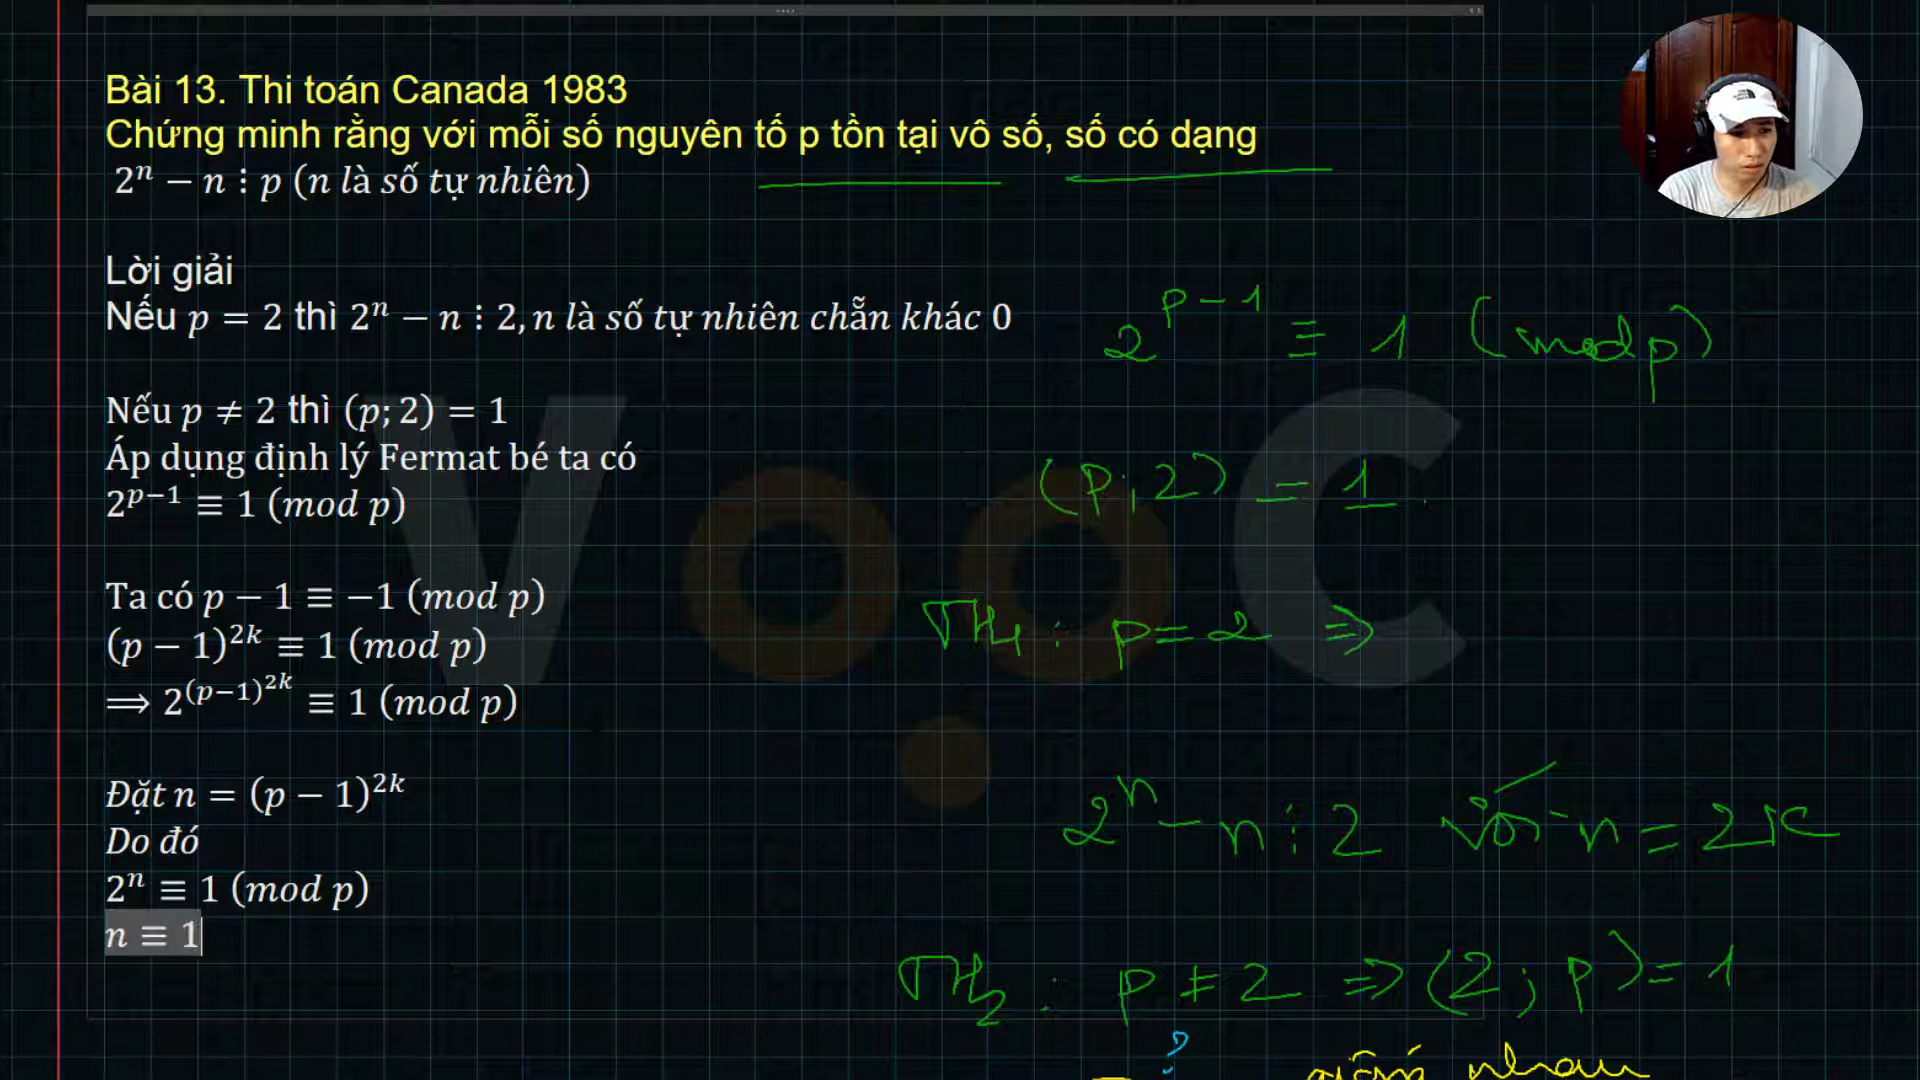 Bài 13. Thi toán Canada 1983
Chứng minh rằng với mỗi số nguyên tố p tồn tại vô số, số có dạng
2ⁿ − n ⋮ p (n là số tự nhiên)
Lời giải
Nếu p = 2 thì 2ⁿ − n ⋮ 2, n là số tự nhiên chẵn khác 0
Nếu p ≠ 2 thì (p; 2) = 1
Áp dụng định lý Fermat bé ta có
2^{p−1} ≡ 1 (mod p)
Ta có p − 1 ≡ −1 (mod p)
(p − 1)^{2k} ≡ 1 (mod p)
⟹ 2^{(p−1)^{2k}} ≡ 1 (mod p)
Đặt n = (p − 1)^{2k}
Do đó
2ⁿ ≡ 1 (mod p)
n ≡ 1
2^{p−1} ≡ 1 (mod p)
(p; 2) = 1
TH₁ : p = 2 ⇒
2ⁿ − n ⋮ 2 với n = 2k
TH₂ : p ≠ 2 ⇒ (2; p) = 1
?
nhau
VOOC